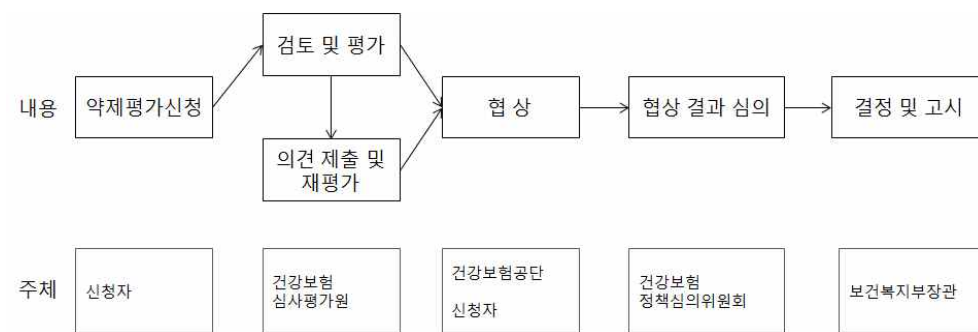 검토 및 평가
내용
약제평가신청
협 상
협상 결과 심의
결정 및 고시
의견 제출 및
재평가
주체
신청자
건강보험
심사평가원
건강보험공단
신청자
건강보험
정책심의위원회
보건복지부장관